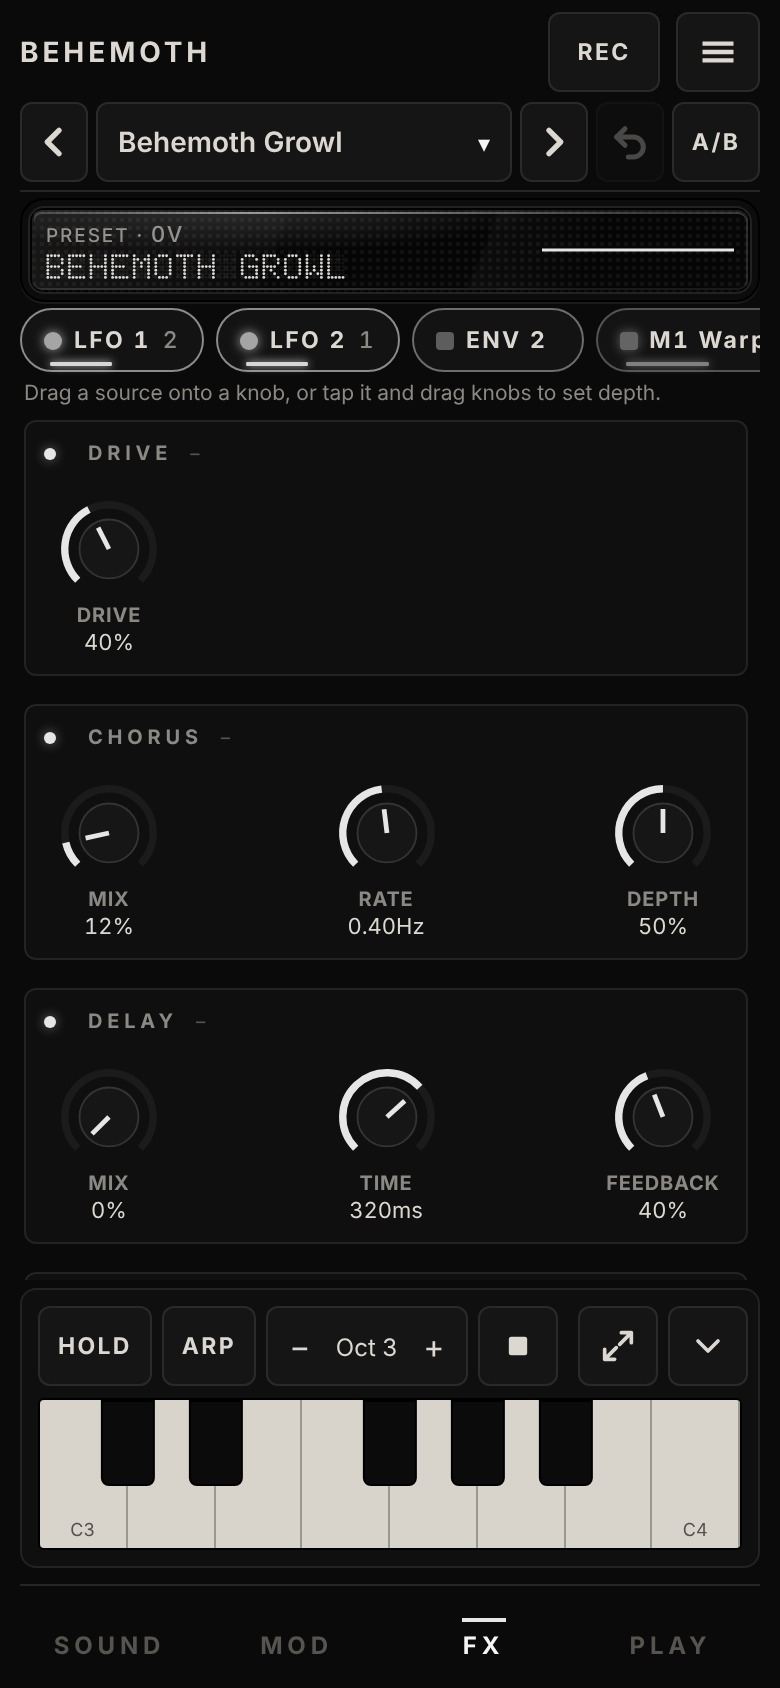 BEHEMOTH
REC
Behemoth Growl ▾
A/B
PRESET · 0V
BEHEMOTH GROWL
LFO 1 2
LFO 2 1
ENV 2
M1 Warp
Drag a source onto a knob, or tap it and drag knobs to set depth.
DRIVE –
DRIVE
40%
CHORUS –
MIX RATE DEPTH
12% 0.40Hz 50%
DELAY –
MIX TIME FEEDBACK
0% 320ms 40%
HOLD ARP – Oct 3 +
C3 C4
SOUND MOD FX PLAY